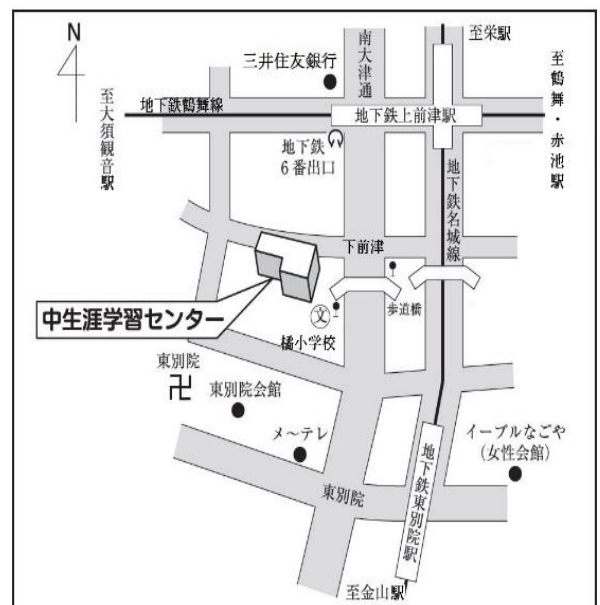 N
至栄駅
南大津通
三井住友銀行
至鶴舞・赤池駅
地下鉄鶴舞線
地下鉄上前津駅
至大須観音駅
地下鉄
6番出口
地下鉄名城線
下前津
中生涯学習センター
文
歩道橋
橘小学校
東別院
卍
東別院会館
メ〜テレ
イーブルなごや
(女性会館)
東別院
地下鉄東別院駅
至金山駅